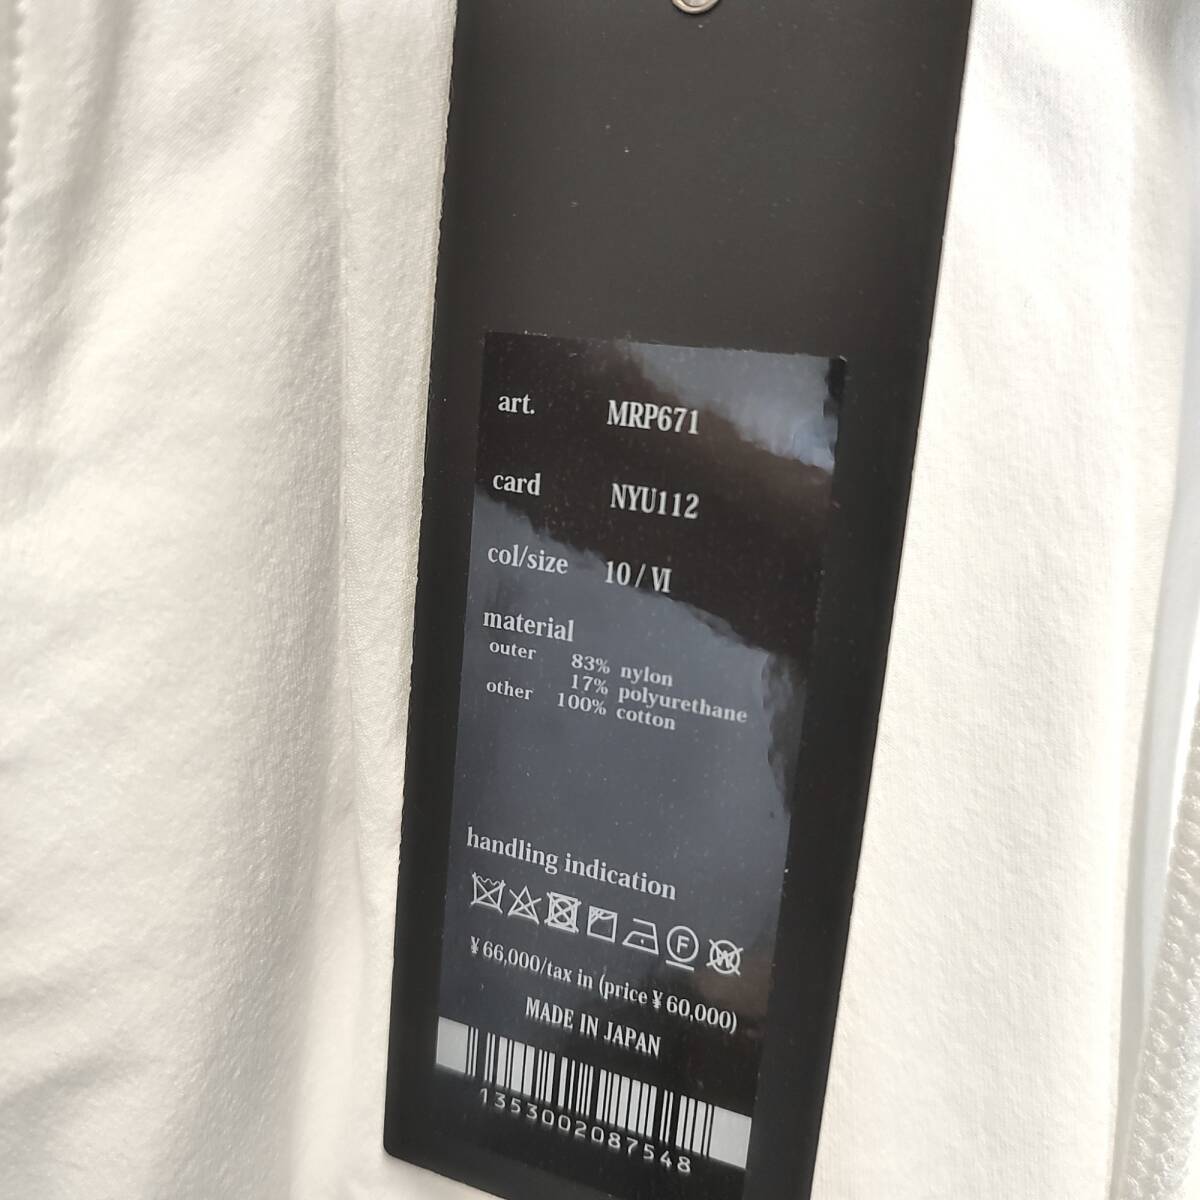 art. MRP671
card NYU112
col/size 10 / Ⅵ
material
outer 83% nylon
17% polyurethane
other 100% cotton
handling indication
F W
¥66,000/tax in (price ¥60,000)
MADE IN JAPAN
1353002087548